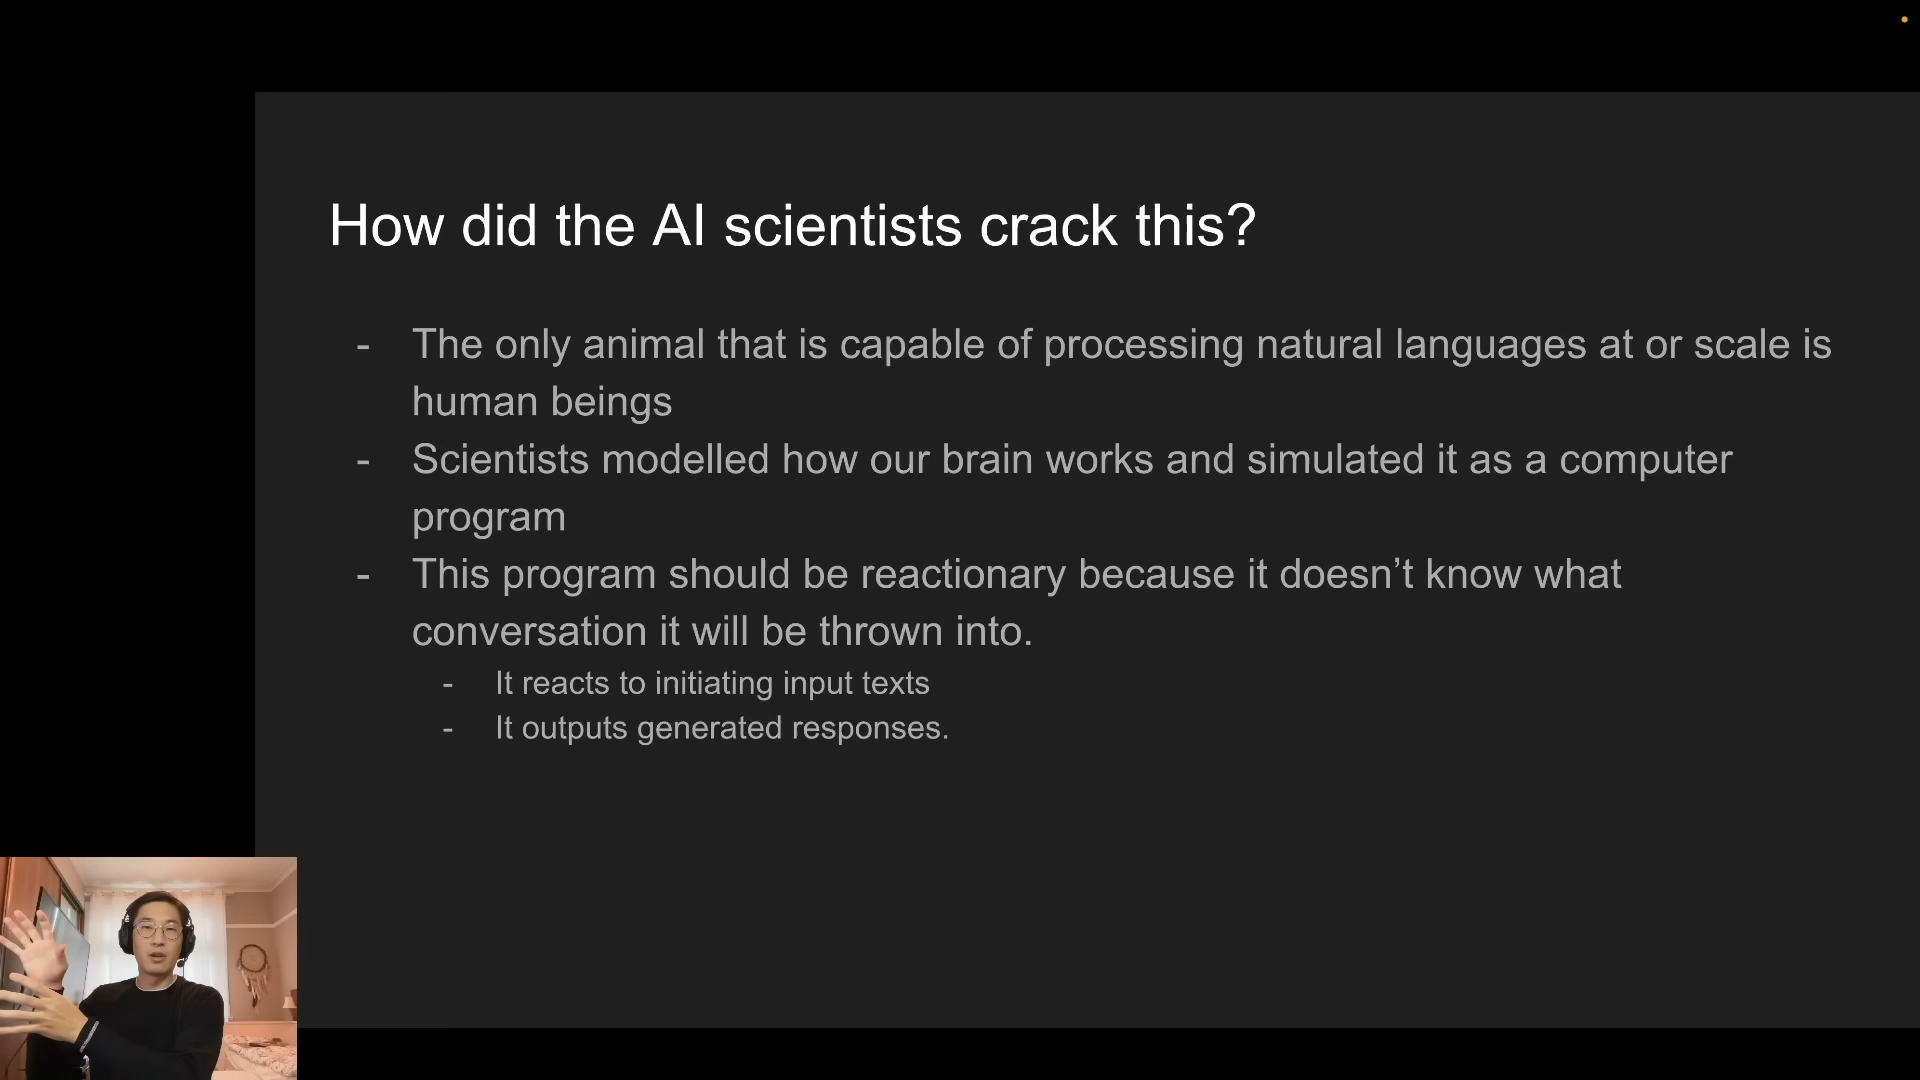 How did the AI scientists crack this?
- The only animal that is capable of processing natural languages at or scale is
human beings
- Scientists modelled how our brain works and simulated it as a computer
program
- This program should be reactionary because it doesn’t know what
conversation it will be thrown into.
- It reacts to initiating input texts
- It outputs generated responses.